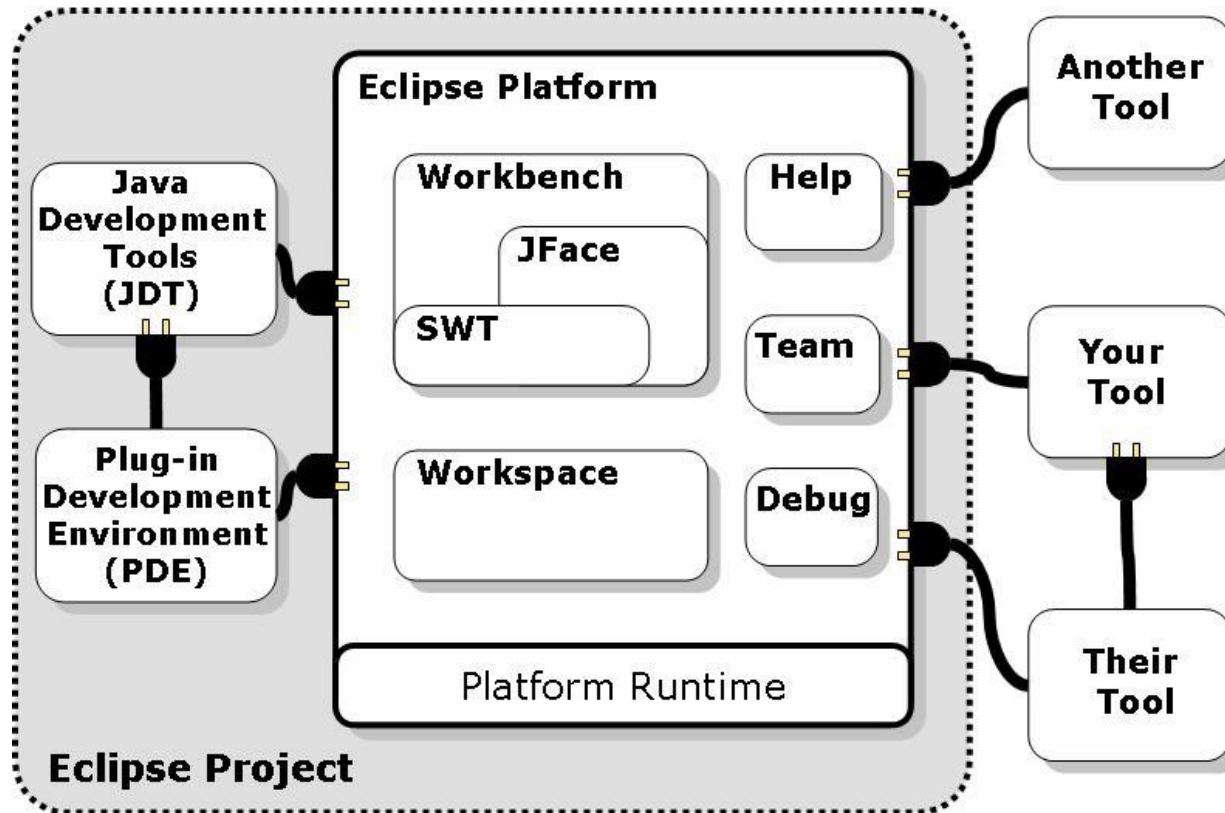 Eclipse Platform
Another
Tool
Java
Development
Tools
(JDT)
Workbench
JFace
SWT
Help
Team
Your
Tool
Plug-in
Development
Environment
(PDE)
Workspace
Debug
Their
Tool
Platform Runtime
Eclipse Project